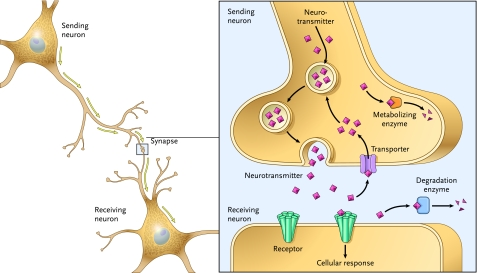 Sending
neuron
Synapse
Receiving
neuron
Sending
neuron
Neuro-
transmitter
Metabolizing
enzyme
Transporter
Neurotransmitter
Degradation
enzyme
Receiving
neuron
Receptor
Cellular response